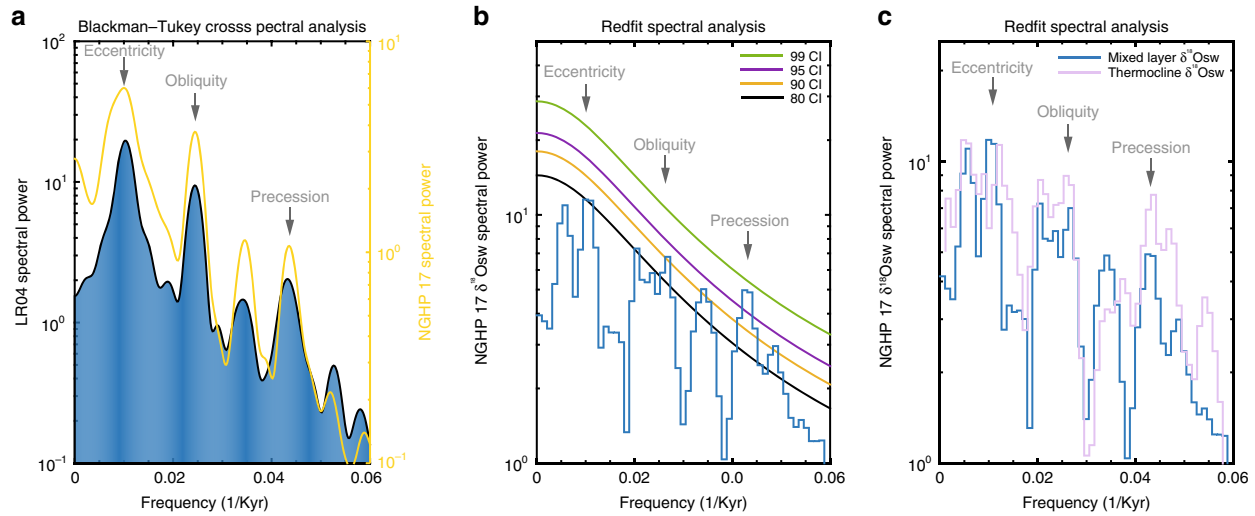 a
Blackman–Tukey crosss pectral analysis
Eccentricity
Obliquity
Precession
LR04 spectral power
NGHP 17 spectral power
10²
10¹
10⁰
10⁻¹
10¹
10⁰
10⁻¹
0
0.02
0.04
0.06
Frequency (1/Kyr)
b
Redfit spectral analysis
99 CI
95 CI
90 CI
80 CI
Eccentricity
Obliquity
Precession
NGHP 17 δ¹⁸Osw spectral power
10¹
10⁰
0
0.02
0.0
0.06
Frequency (1/Kyr)
c
Redfit spectral analysis
Mixed layer δ¹⁸Osw
Thermocline δ¹⁸Osw
Eccentricity
Obliquity
Precession
NGHP 17 δ¹⁸Osw spectral power
10¹
10⁰
0
0.02
0.04
0.06
Frequency (1/Kyr)